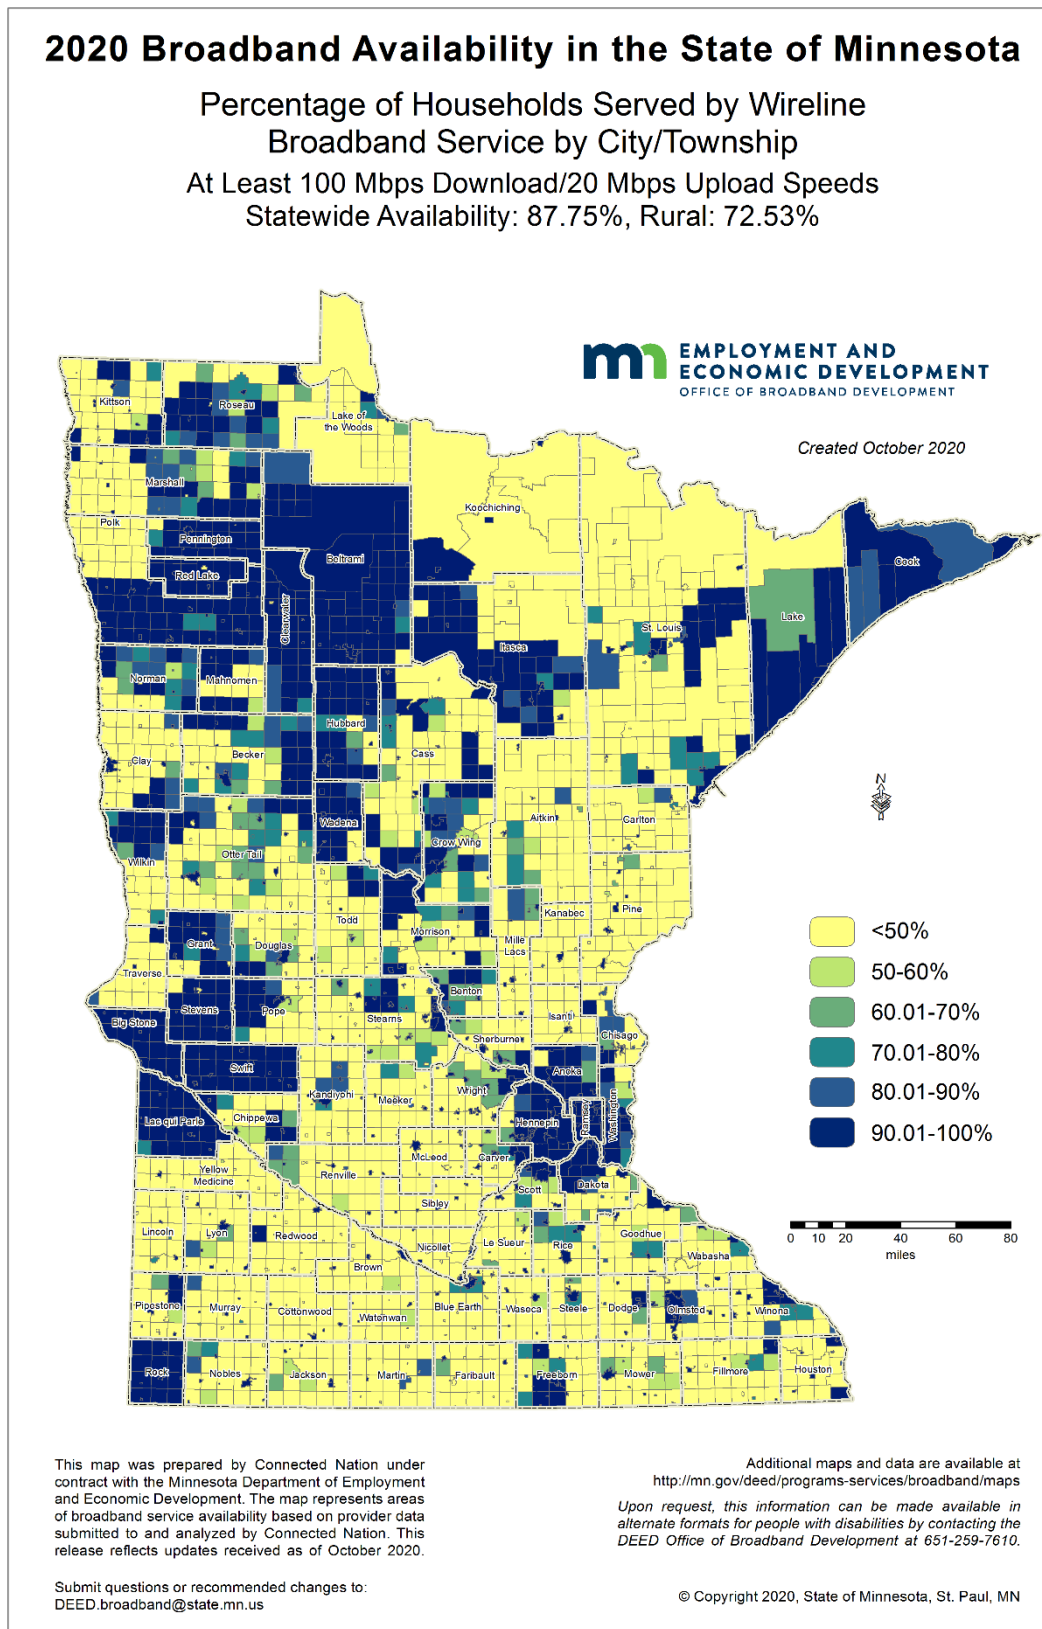 2020 Broadband Availability in the State of Minnesota
Percentage of Households Served by Wireline
Broadband Service by City/Township
At Least 100 Mbps Download/20 Mbps Upload Speeds
Statewide Availability: 87.75%, Rural: 72.53%
mn EMPLOYMENT AND
ECONOMIC DEVELOPMENT
OFFICE OF BROADBAND DEVELOPMENT
Created October 2020
Kittson
Roseau
Lake of
the Woods
Marshall
Koochiching
Polk
Pennington
Beltrami
Red Lake
Cook
Clearwater
Lake
St. Louis
Itasca
Norman
Mahnomen
Hubbard
Cass
Becker
Clay
N
Wadena
Aitkin
Carlton
Crow Wing
Otter Tail
Wilkin
Todd
Kanabec
Pine
Morrison
Grant
Douglas
Mille
Lacs
Traverse
Benton
Stevens
Pope
Stearns
Isanti
Big Stone
Chisago
Sherburne
Swift
Anoka
Kandiyohi
Meeker
Wright
Lac qui Parle
Chippewa
Hennepin
Ramsey
Washington
McLeod
Carver
Yellow
Medicine
Renville
Scott
Dakota
Sibley
Lincoln
Lyon
Redwood
Nicollet
Le Sueur
Rice
Goodhue
Wabasha
Brown
Pipestone
Murray
Cottonwood
Watonwan
Blue Earth
Waseca
Steele
Dodge
Olmsted
Winona
Rock
Nobles
Jackson
Martin
Faribault
Freeborn
Mower
Fillmore
Houston
<50%
50-60%
60.01-70%
70.01-80%
80.01-90%
90.01-100%
0 10 20 40 60 80
miles
This map was prepared by Connected Nation under
contract with the Minnesota Department of Employment
and Economic Development. The map represents areas
of broadband service availability based on provider data
submitted to and analyzed by Connected Nation. This
release reflects updates received as of October 2020.
Submit questions or recommended changes to:
DEED.broadband@state.mn.us
Additional maps and data are available at
http://mn.gov/deed/programs-services/broadband/maps
Upon request, this information can be made available in
alternate formats for people with disabilities by contacting the
DEED Office of Broadband Development at 651-259-7610.
© Copyright 2020, State of Minnesota, St. Paul, MN